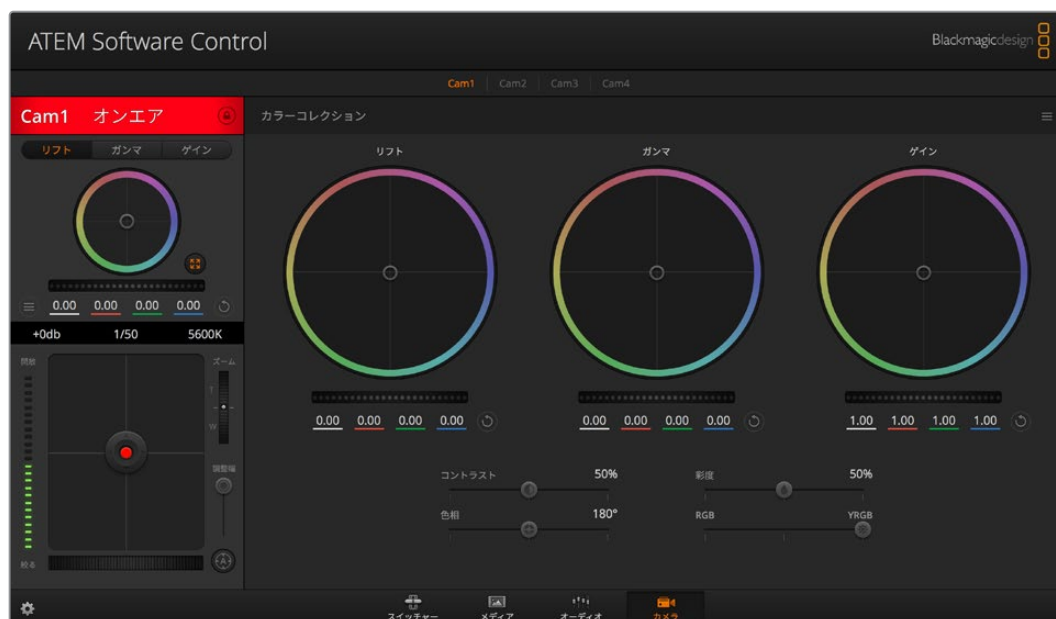 ATEM Software Control
Blackmagicdesign
Cam1 Cam2 Cam3 Cam4
Cam1 オンエア
カラーコレクション
リフト ガンマ ゲイン
リフト ガンマ ゲイン
0.00 0.00 0.00 0.00
+0db 1/50 5600K
開放
ズーム
T
W
調整幅
絞る
A
0.00 0.00 0.00 0.00
0.00 0.00 0.00 0.00
1.00 1.00 1.00 1.00
コントラスト 50%
彩度 50%
色相 180°
RGB YRGB
スイッチャー メディア オーディオ カメラ